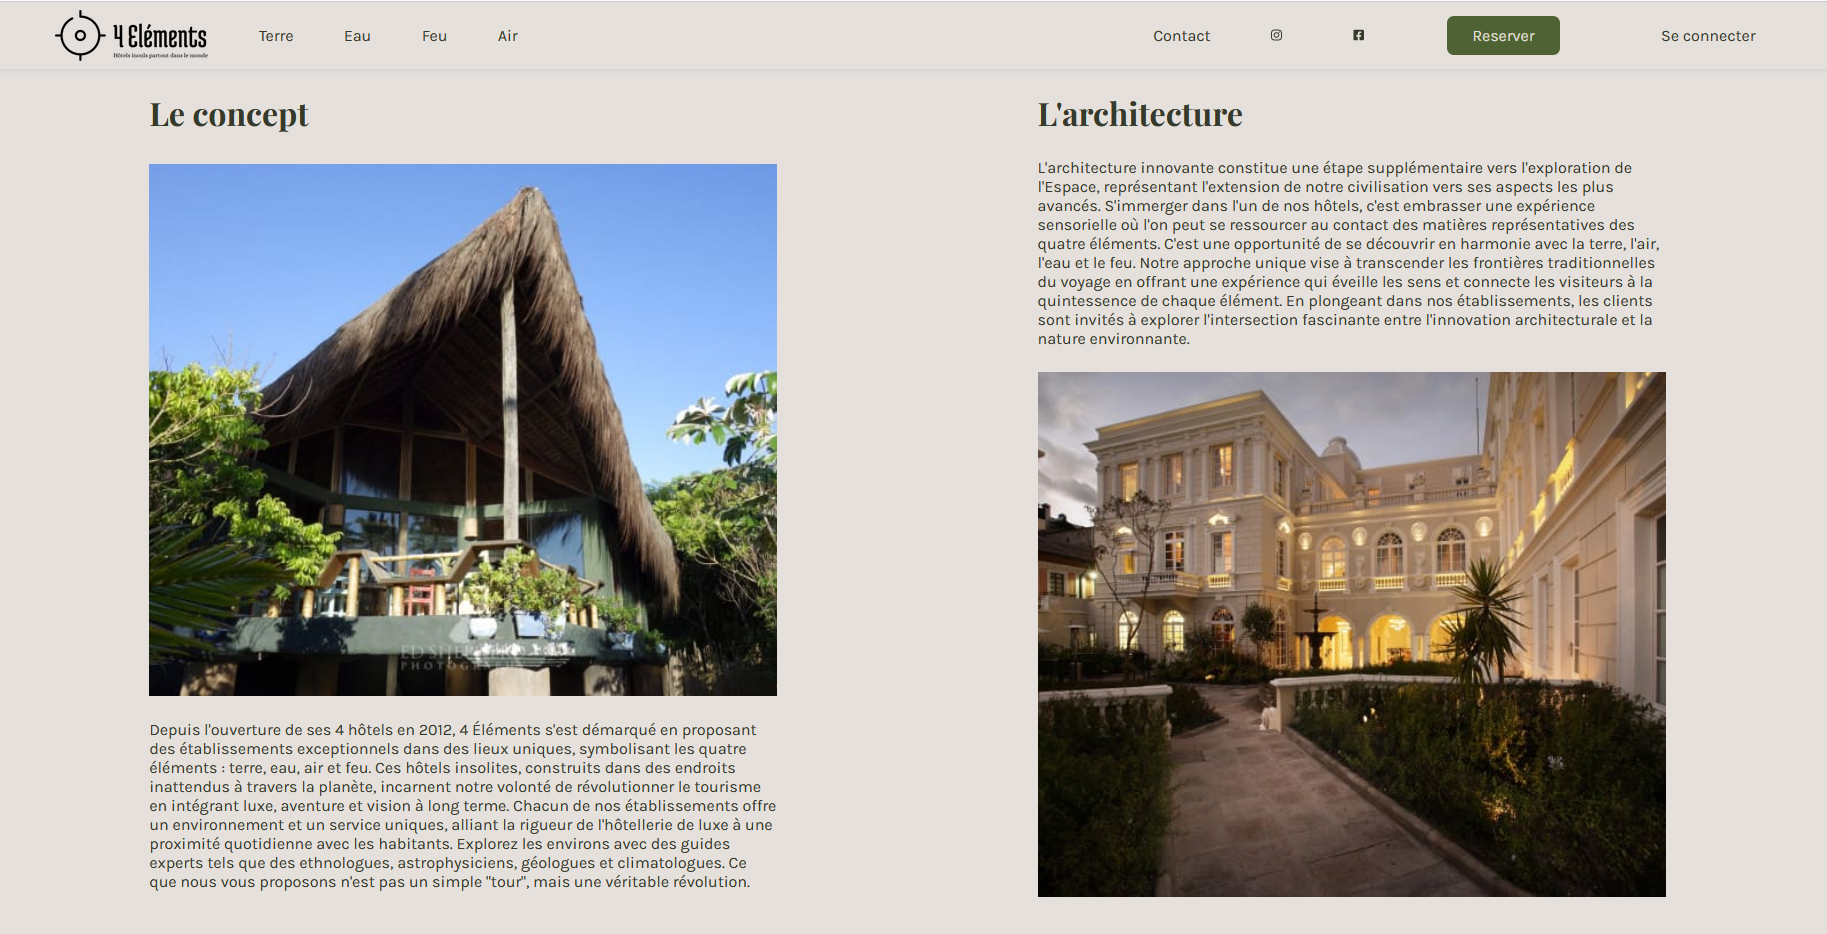 4 Eléments
Hôtels inouïs partout dans le monde
Terre
Eau
Feu
Air
Contact
Reserver
Se connecter
Le concept
Depuis l'ouverture de ses 4 hôtels en 2012, 4 Éléments s'est démarqué en proposant
des établissements exceptionnels dans des lieux uniques, symbolisant les quatre
éléments : terre, eau, air et feu. Ces hôtels insolites, construits dans des endroits
inattendus à travers la planète, incarnent notre volonté de révolutionner le tourisme
en intégrant luxe, aventure et vision à long terme. Chacun de nos établissements offre
un environnement et un service uniques, alliant la rigueur de l'hôtellerie de luxe à une
proximité quotidienne avec les habitants. Explorez les environs avec des guides
experts tels que des ethnologues, astrophysiciens, géologues et climatologues. Ce
que nous vous proposons n'est pas un simple "tour", mais une véritable révolution.
L'architecture
L'architecture innovante constitue une étape supplémentaire vers l'exploration de
l'Espace, représentant l'extension de notre civilisation vers ses aspects les plus
avancés. S'immerger dans l'un de nos hôtels, c'est embrasser une expérience
sensorielle où l'on peut se ressourcer au contact des matières représentatives des
quatre éléments. C'est une opportunité de se découvrir en harmonie avec la terre, l'air,
l'eau et le feu. Notre approche unique vise à transcender les frontières traditionnelles
du voyage en offrant une expérience qui éveille les sens et connecte les visiteurs à la
quintessence de chaque élément. En plongeant dans nos établissements, les clients
sont invités à explorer l'intersection fascinante entre l'innovation architecturale et la
nature environnante.